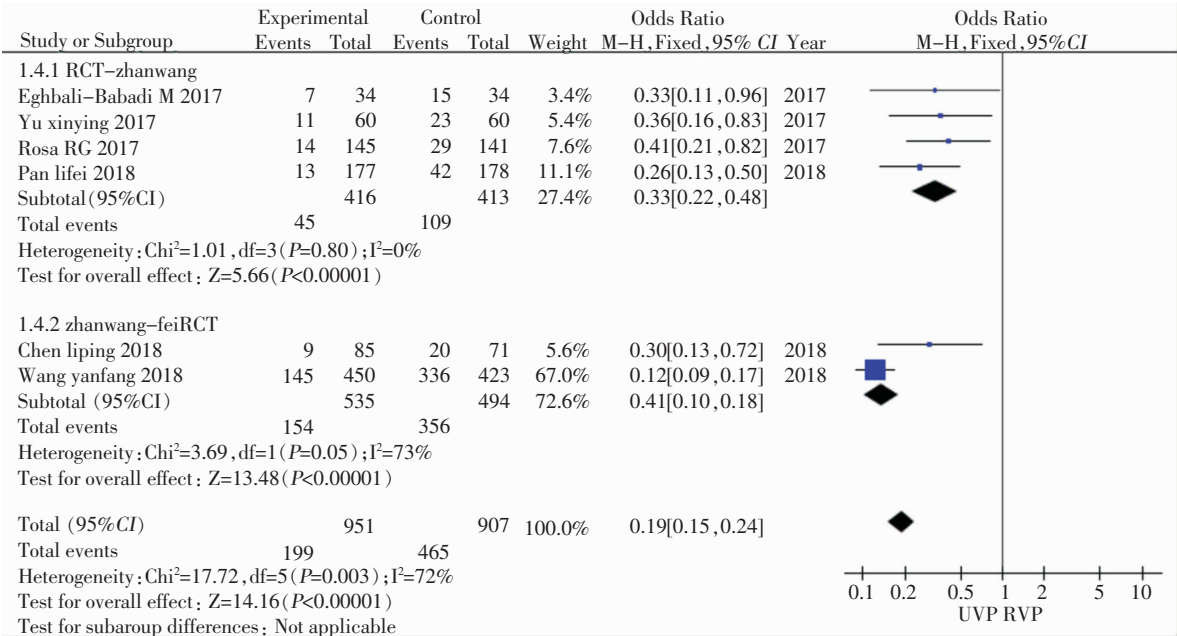 Experimental Control Odds Ratio Odds Ratio
Study or Subgroup Events Total Events Total Weight M-H,Fixed,95% CI Year M-H,Fixed,95%CI
1.4.1 RCT-zhanwang
Eghbali-Babadi M 2017 7 34 15 34 3.4% 0.33[0.11,0.96] 2017
Yu xinying 2017 11 60 23 60 5.4% 0.36[0.16,0.83] 2017
Rosa RG 2017 14 145 29 141 7.6% 0.41[0.21,0.82] 2017
Pan lifei 2018 13 177 42 178 11.1% 0.26[0.13,0.50] 2018
Subtotal(95%CI) 416 413 27.4% 0.33[0.22,0.48]
Total events 45 109
Heterogeneity:Chi²=1.01,df=3(P=0.80);I²=0%
Test for overall effect: Z=5.66(P<0.00001)
1.4.2 zhanwang-feiRCT
Chen liping 2018 9 85 20 71 5.6% 0.30[0.13,0.72] 2018
Wang yanfang 2018 145 450 336 423 67.0% 0.12[0.09,0.17] 2018
Subtotal (95%CI) 535 494 72.6% 0.41[0.10,0.18]
Total events 154 356
Heterogeneity:Chi²=3.69,df=1(P=0.05);I²=73%
Test for overall effect: Z=13.48(P<0.00001)
Total (95%CI) 951 907 100.0% 0.19[0.15,0.24]
Total events 199 465
Heterogeneity:Chi²=17.72,df=5(P=0.003);I²=72%
Test for overall effect: Z=14.16(P<0.00001)
Test for subaroup differences: Not applicable
0.1 0.2 0.5 1 2 5 10
UVP RVP